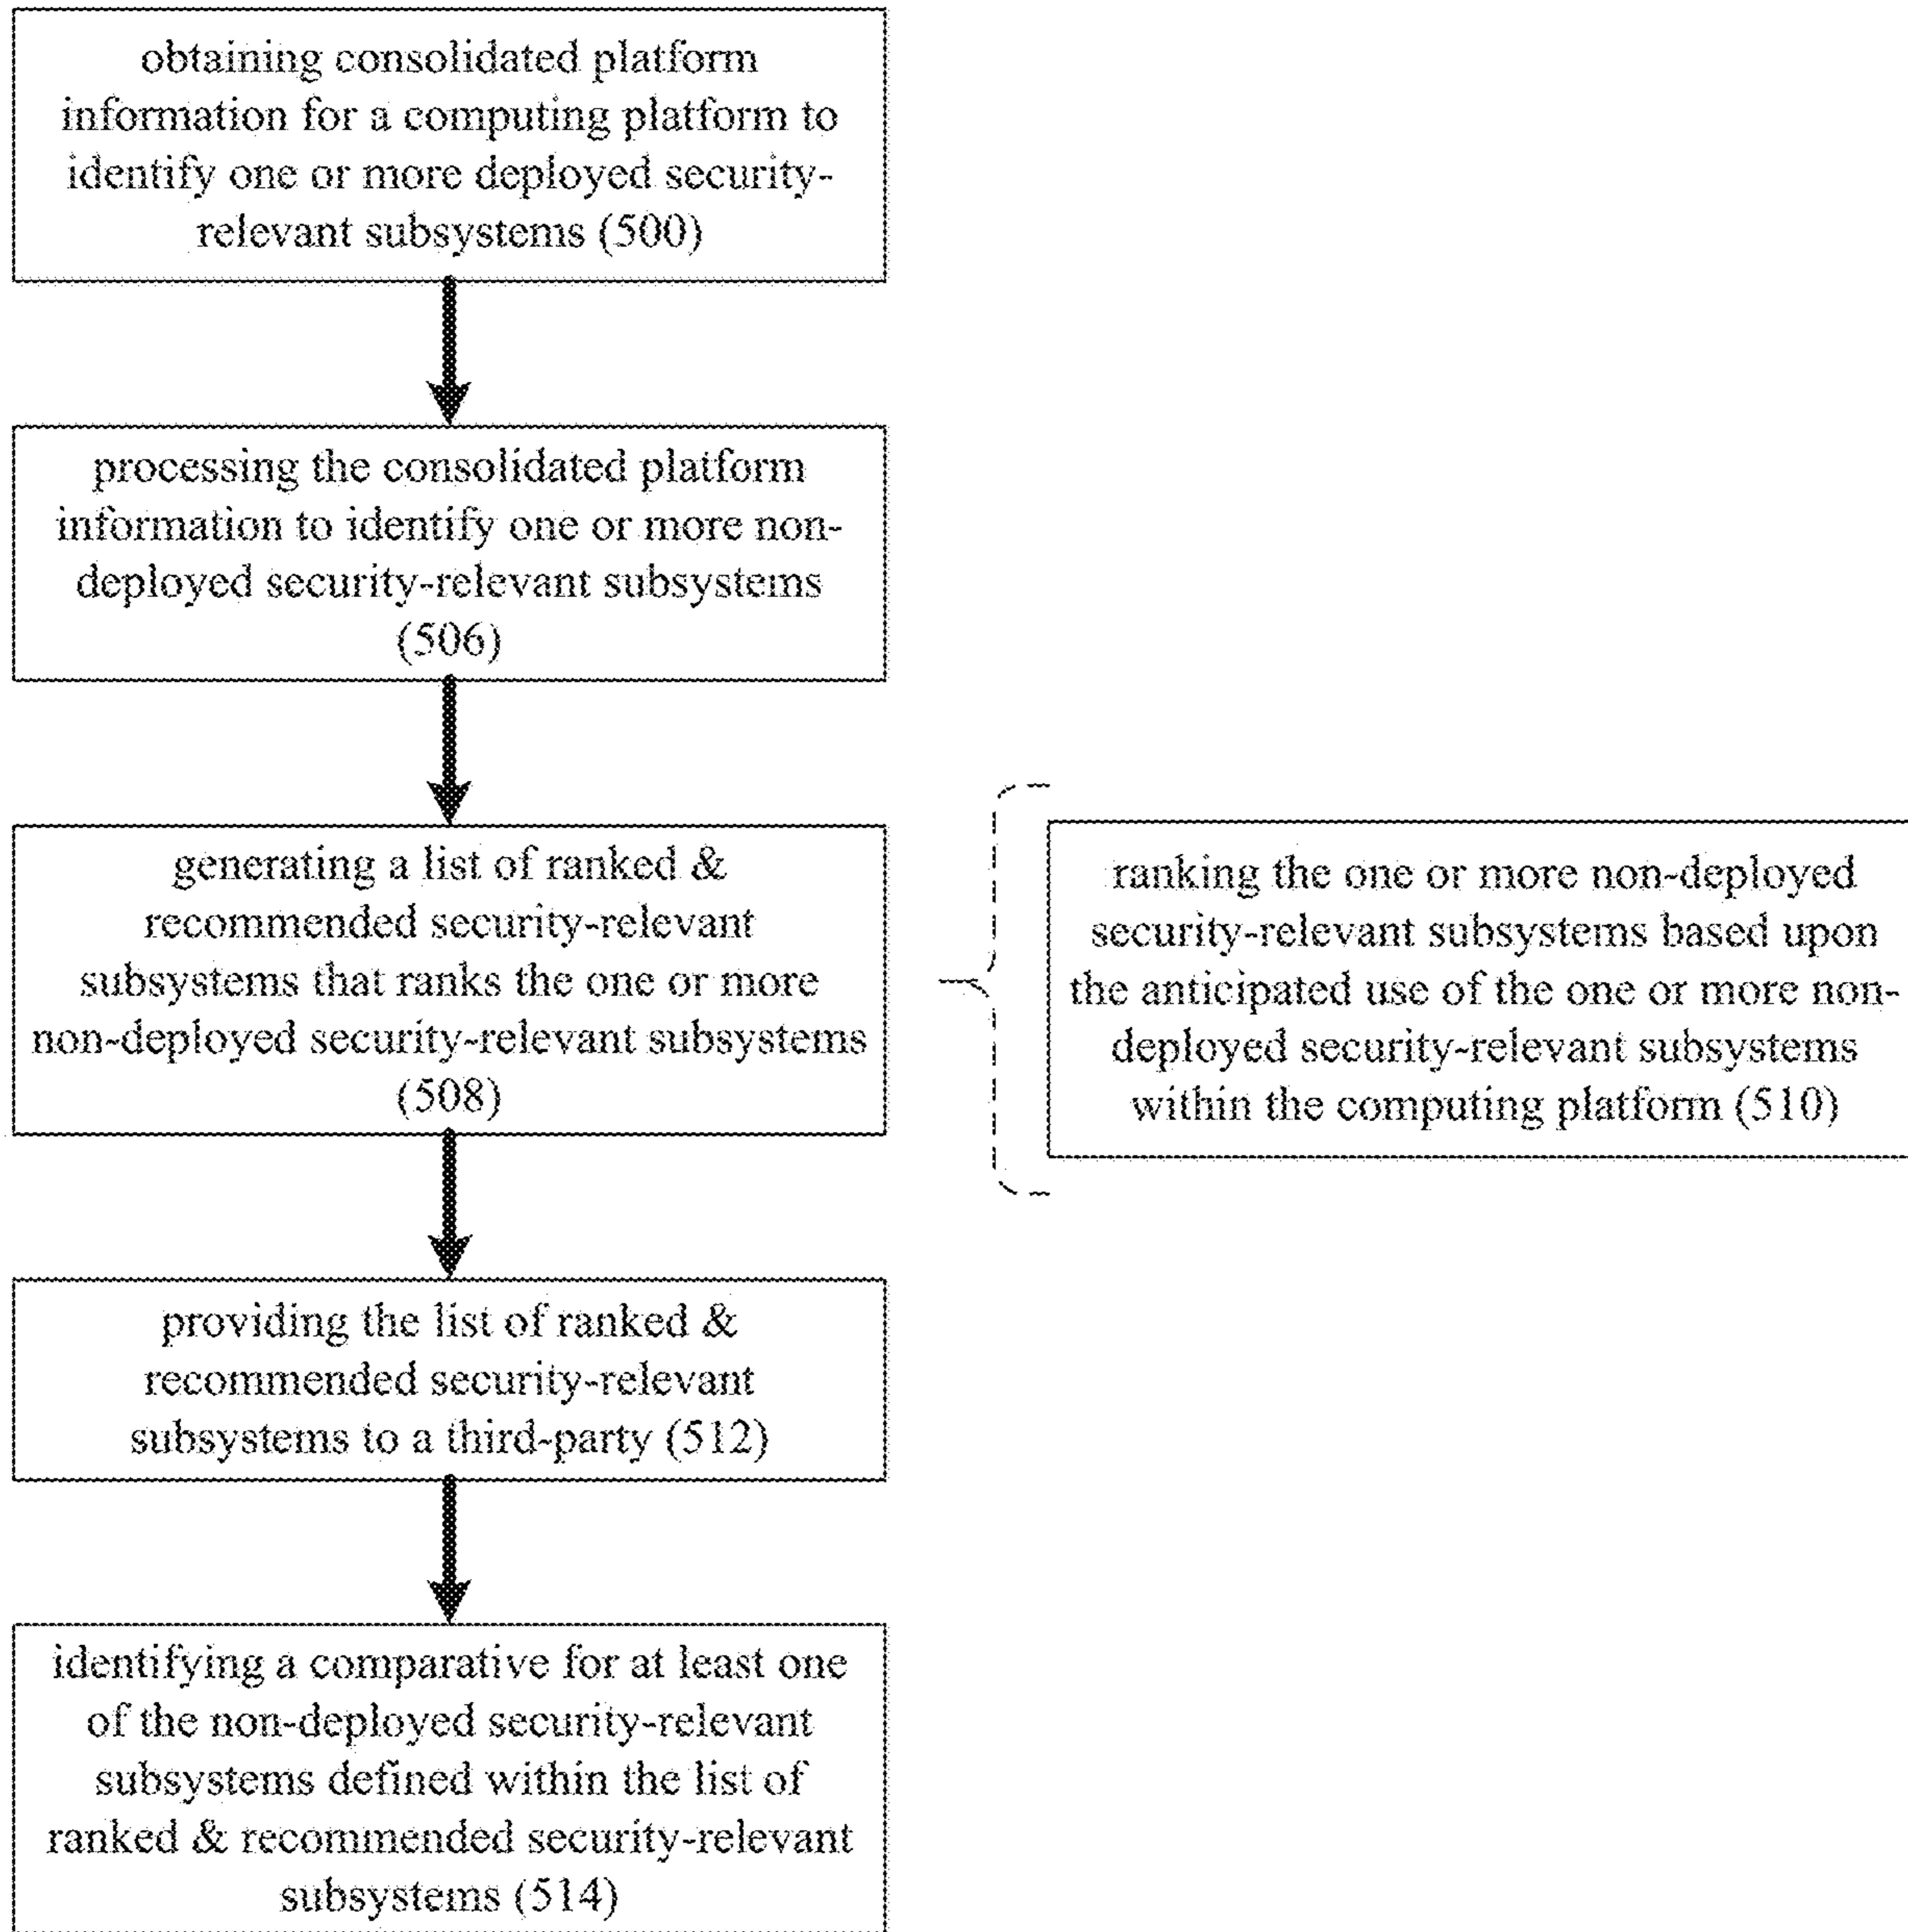 obtaining consolidated platform
information for a computing platform to
identify one or more deployed security-
relevant subsystems (500)
processing the consolidated platform
information to identify one or more non-
deployed security-relevant subsystems
(506)
generating a list of ranked &
recommended security-relevant
subsystems that ranks the one or more
non-deployed security-relevant subsystems
(508)
ranking the one or more non-deployed
security-relevant subsystems based upon
the anticipated use of the one or more non-
deployed security-relevant subsystems
within the computing platform (510)
providing the list of ranked &
recommended security-relevant
subsystems to a third-party (512)
identifying a comparative for at least one
of the non-deployed security-relevant
subsystems defined within the list of
ranked & recommended security-relevant
subsystems (514)